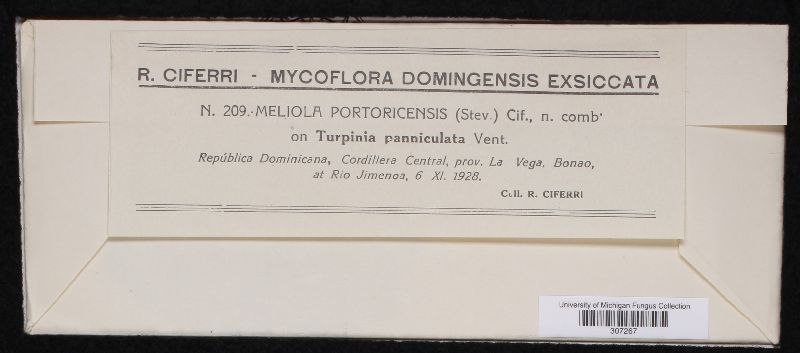 R. CIFERRI - MYCOFLORA DOMINGENSIS EXSICCATA
N. 209.-MELIOLA PORTORICENSIS (Stev.) Cif., n. comb.
on Turpinia panniculata Vent.
República Dominicana, Cordillera Central, prov. La Vega, Bonao,
at Rio Jimenoa, 6 XI. 1928.
Coll. R. CIFERRI
University of Michigan Fungus Collection
307267